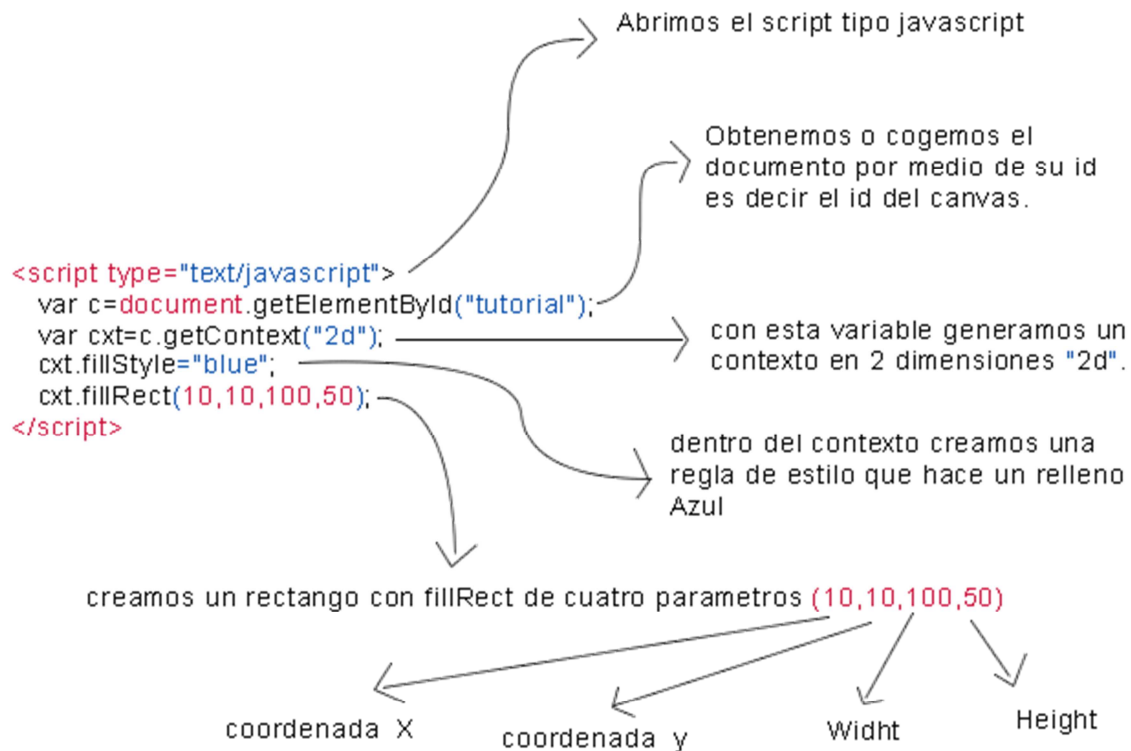 Abrimos el script tipo javascript
Obtenemos o cogemos el
documento por medio de su id
es decir el id del canvas.
<script type="text/javascript">
var c=document.getElementById("tutorial");
var cxt=c.getContext("2d");
cxt.fillStyle="blue";
cxt.fillRect(10,10,100,50);
</script>
con esta variable generamos un
contexto en 2 dimensiones "2d".
dentro del contexto creamos una
regla de estilo que hace un relleno
Azul
creamos un rectango con fillRect de cuatro parametros (10,10,100,50)
coordenada X
coordenada y
Widht
Height